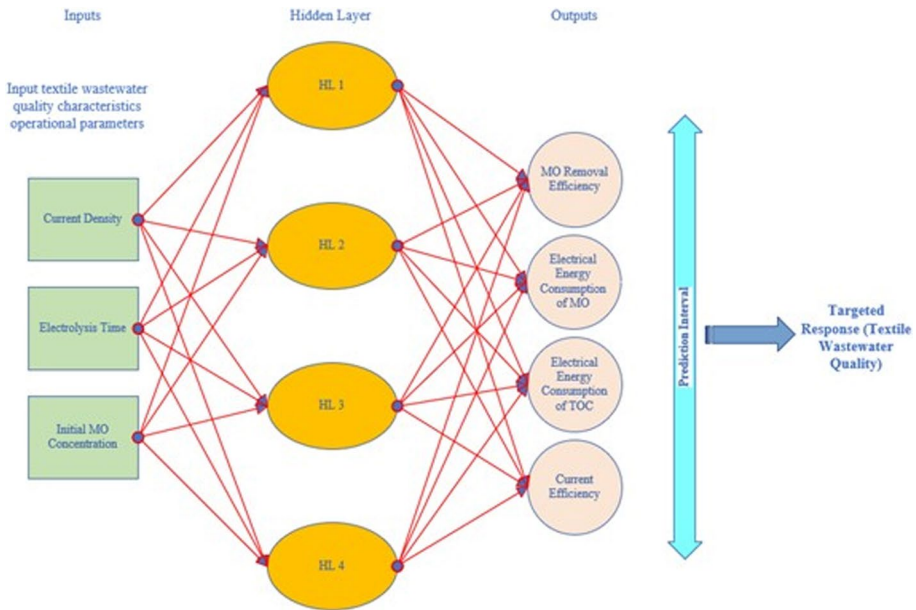 Inputs
Hidden Layer
Outputs
Input textile wastewater
quality characteristics
operational parameters
Current Density
Electrolysis Time
Initial MO
Concentration
HL 1
HL 2
HL 3
HL 4
MO Removal
Efficiency
Electrical
Energy
Consumption
of MO
Electrical
Energy
Consumption
of TOC
Current
Efficiency
Prediction Interval
Targeted
Response (Textile
Wastewater
Quality)